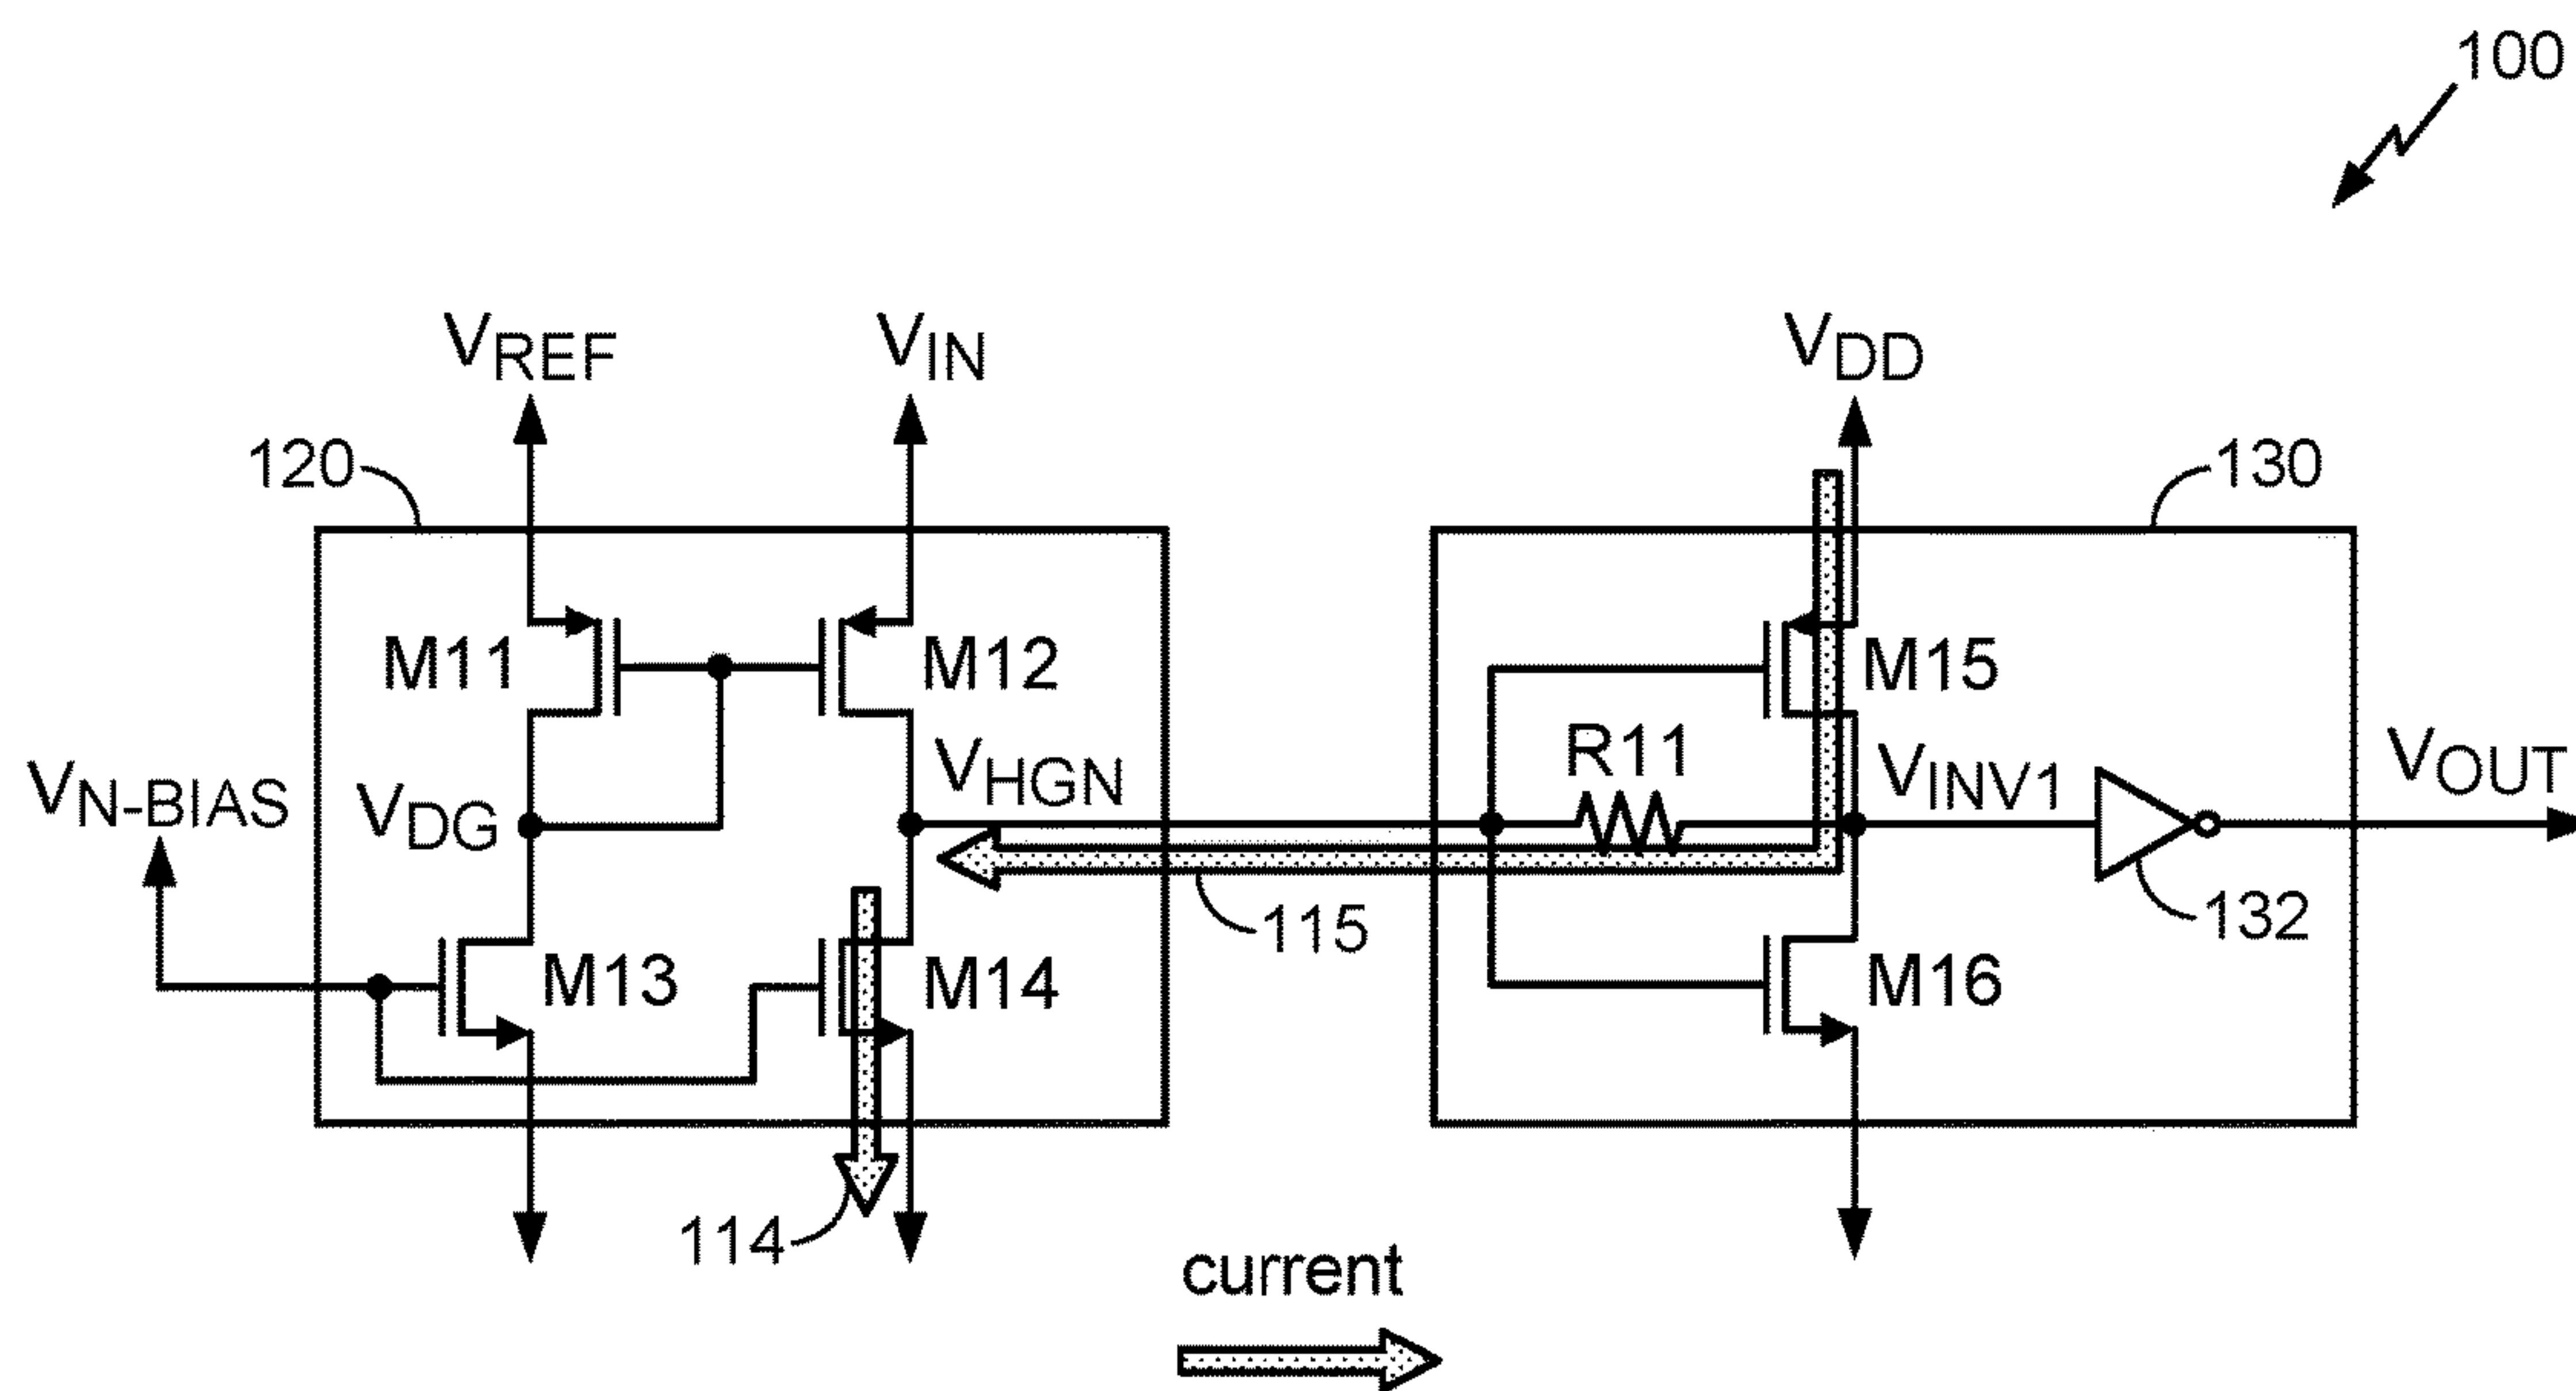 100
VREF
VIN
VDD
120
130
M11
M12
M15
R11
VN-BIAS
VDG
VHGN
VINV1
VOUT
115
132
M13
M14
M16
114
current